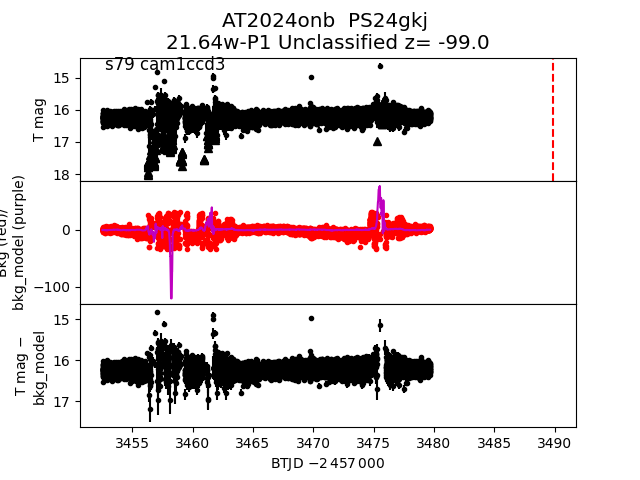 AT2024onb  PS24gkj
21.64w-P1 Unclassified z= -99.0
s79 cam1ccd3
15
16
17
18
T mag
0
−100
Bkg (red)/
bkg_model (purple)
15
16
17
T mag −
bkg_model
3455 3460 3465 3470 3475 3480 3485 3490
BTJD −2 457 000